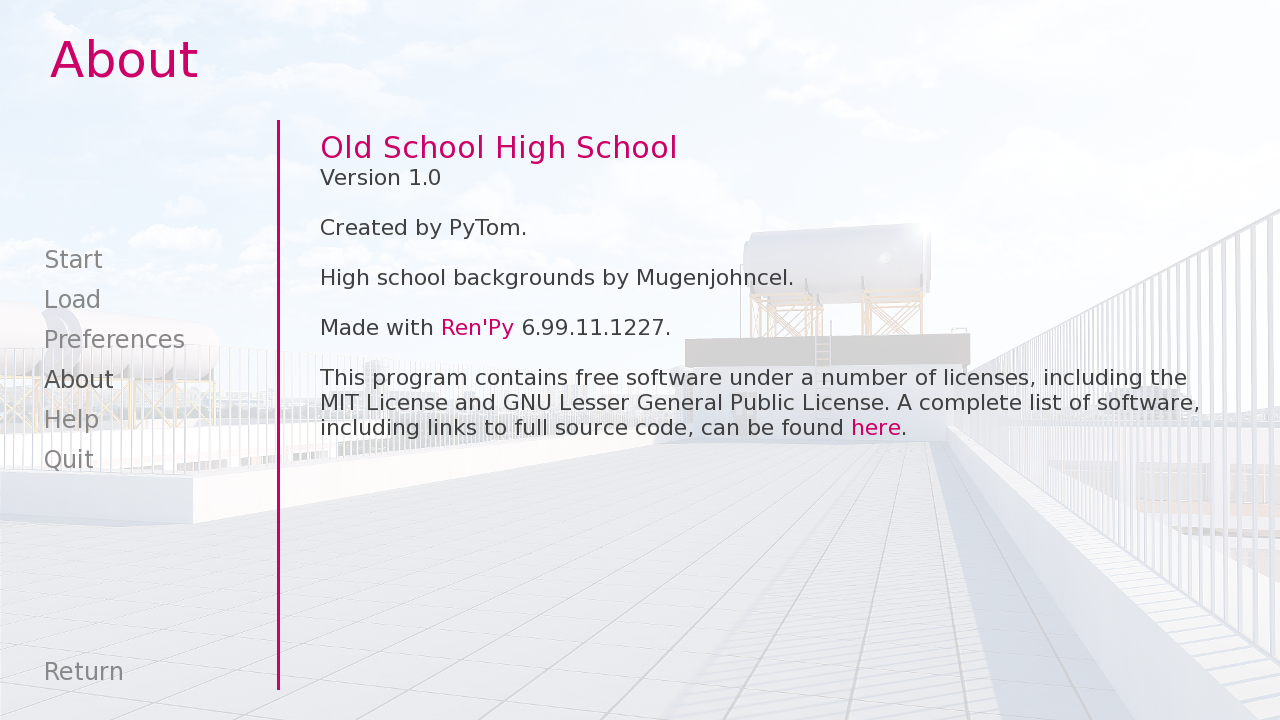 About
Start
Load
Preferences
About
Help
Quit
Return
Old School High School
Version 1.0
Created by PyTom.
High school backgrounds by Mugenjohncel.
Made with Ren'Py 6.99.11.1227.
This program contains free software under a number of licenses, including the
MIT License and GNU Lesser General Public License. A complete list of software,
including links to full source code, can be found here.